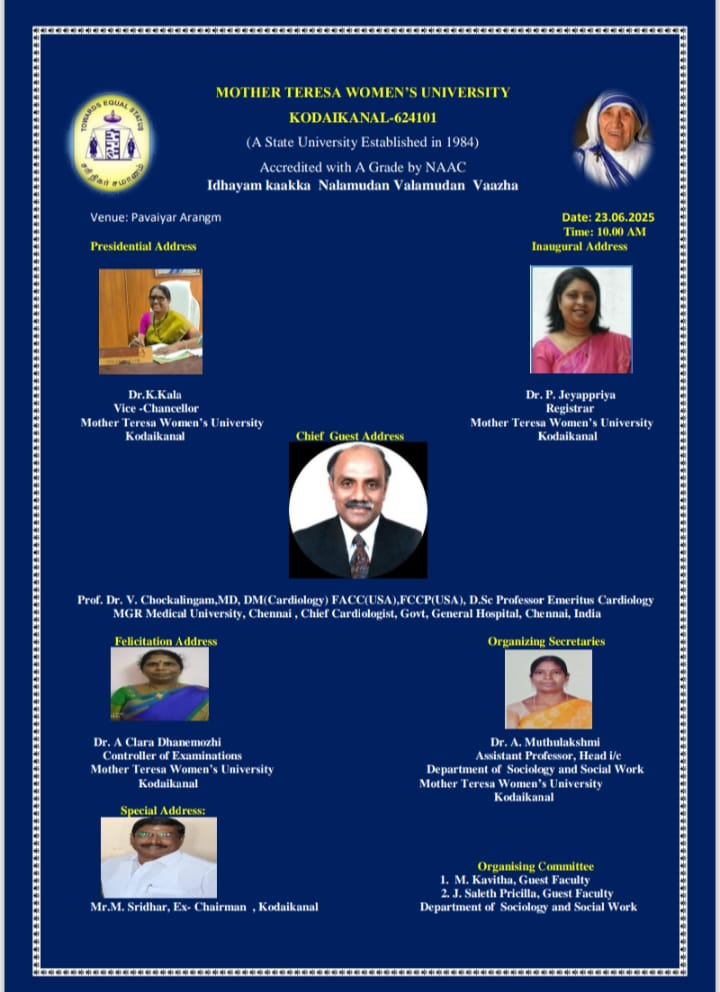 MOTHER TERESA WOMEN'S UNIVERSITY
KODAIKANAL-624101
(A State University Established in 1984)
Accredited with A Grade by NAAC
Idhayam kaakka Nalamudan Valamudan Vaazha
TOWARDS EQUAL STATUS
Venue: Pavaiyar Arangm
Date: 23.06.2025
Time: 10.00 AM
Presidential Address
Inaugural Address
Dr.K.Kala
Vice -Chancellor
Mother Teresa Women's University
Kodaikanal
Dr. P. Jeyappriya
Registrar
Mother Teresa Women's University
Kodaikanal
Chief Guest Address
Prof. Dr. V. Chockalingam,MD, DM(Cardiology) FACC(USA),FCCP(USA), D.Sc Professor Emeritus Cardiology
MGR Medical University, Chennai , Chief Cardiologist, Govt, General Hospital, Chennai, India
Felicitation Address
Dr. A Clara Dhanemozhi
Controller of Examinations
Mother Teresa Women's University
Kodaikanal
Organizing Secretaries
Dr. A. Muthulakshmi
Assistant Professor, Head i/c
Department of Sociology and Social Work
Mother Teresa Women's University
Kodaikanal
Special Address:
Mr.M. Sridhar, Ex- Chairman , Kodaikanal
Organising Committee
1. M. Kavitha, Guest Faculty
2. J. Saleth Pricilla, Guest Faculty
Department of Sociology and Social Work